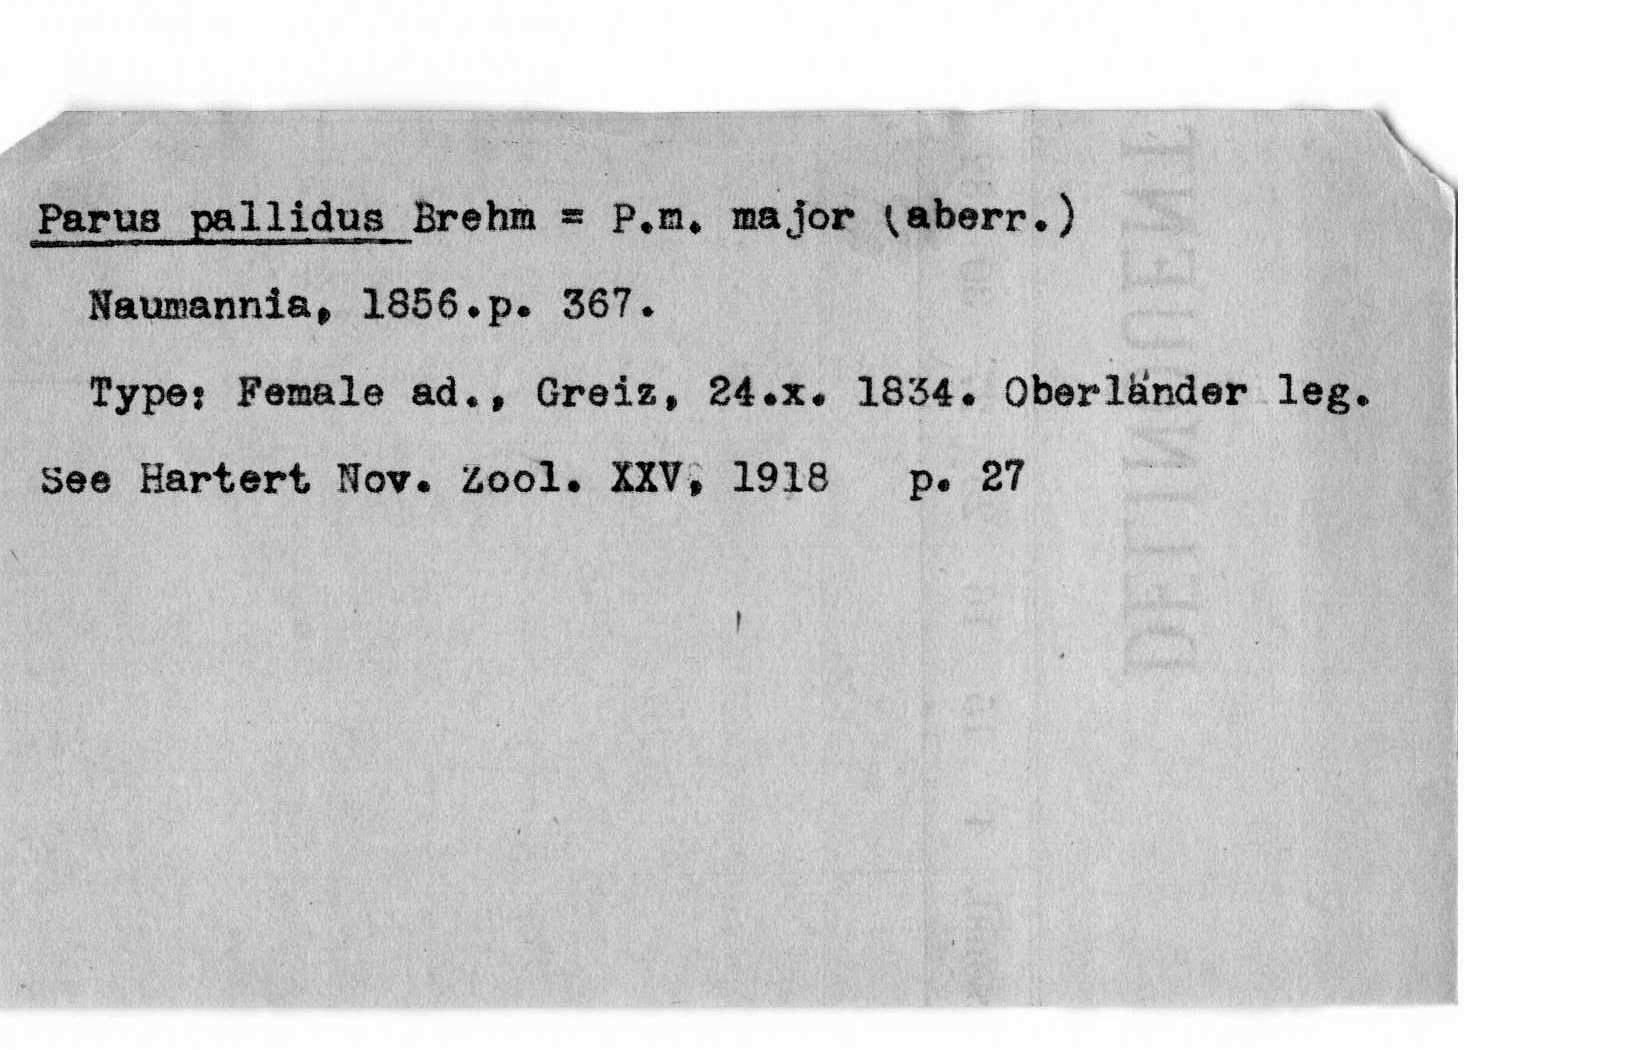 Parus pallidus Brehm = P.m. major (aberr.)
Naumannia, 1856.p. 367.
Type: Female ad., Greiz, 24.x. 1834. Oberländer leg.
See Hartert Nov. Zool. XXV, 1918 p. 27
DELINQUENT